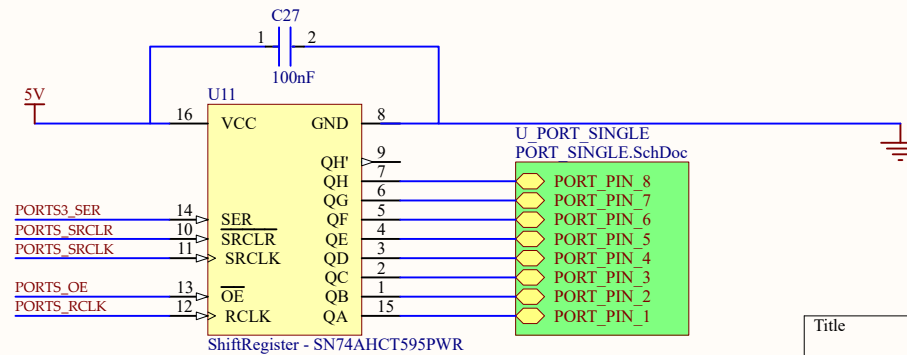 C27
1
2
100nF
5V
U11
16
VCC
GND
8
U_PORT_SINGLE
PORT_SINGLE.SchDoc
QH'
9
QH
7
PORT_PIN_8
QG
6
PORT_PIN_7
PORTS3_SER
14
SER
QF
5
PORT_PIN_6
PORTS_SRCLR
10
SRCLR
QE
4
PORT_PIN_5
PORTS_SRCLK
11
SRCLK
QD
3
PORT_PIN_4
QC
2
PORT_PIN_3
PORTS_OE
13
OE
QB
1
PORT_PIN_2
PORTS_RCLK
12
RCLK
QA
15
PORT_PIN_1
ShiftRegister - SN74AHCT595PWR
Title